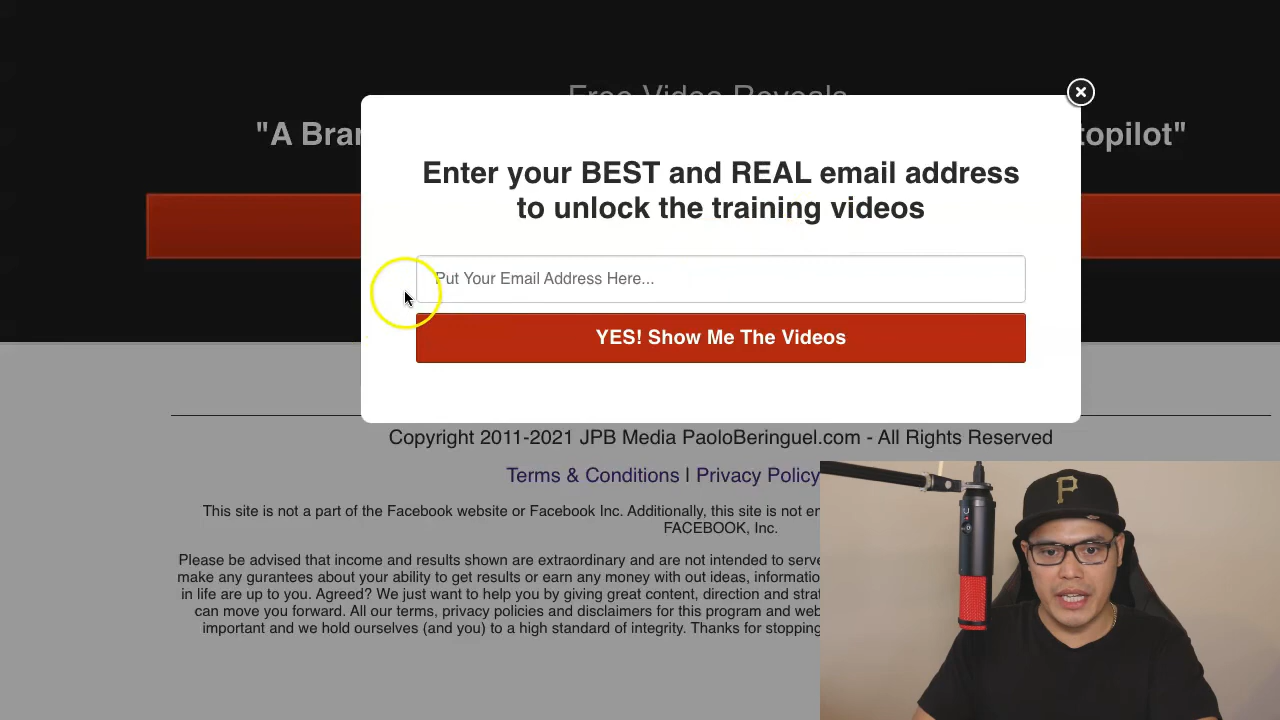 Free Video Reveals
"A Bran
topilot"
Enter your BEST and REAL email address
to unlock the training videos
Put Your Email Address Here...
YES! Show Me The Videos
Copyright 2011-2021 JPB Media PaoloBeringuel.com - All Rights Reserved
Terms & Conditions I Privacy Policy
This site is not a part of the Facebook website or Facebook Inc. Additionally, this site is not en
FACEBOOK, Inc.
Please be advised that income and results shown are extraordinary and are not intended to serve
make any gurantees about your ability to get results or earn any money with out ideas, informatio
in life are up to you. Agreed? We just want to help you by giving great content, direction and strat
can move you forward. All our terms, privacy policies and disclaimers for this program and web
important and we hold ourselves (and you) to a high standard of integrity. Thanks for stopping
P